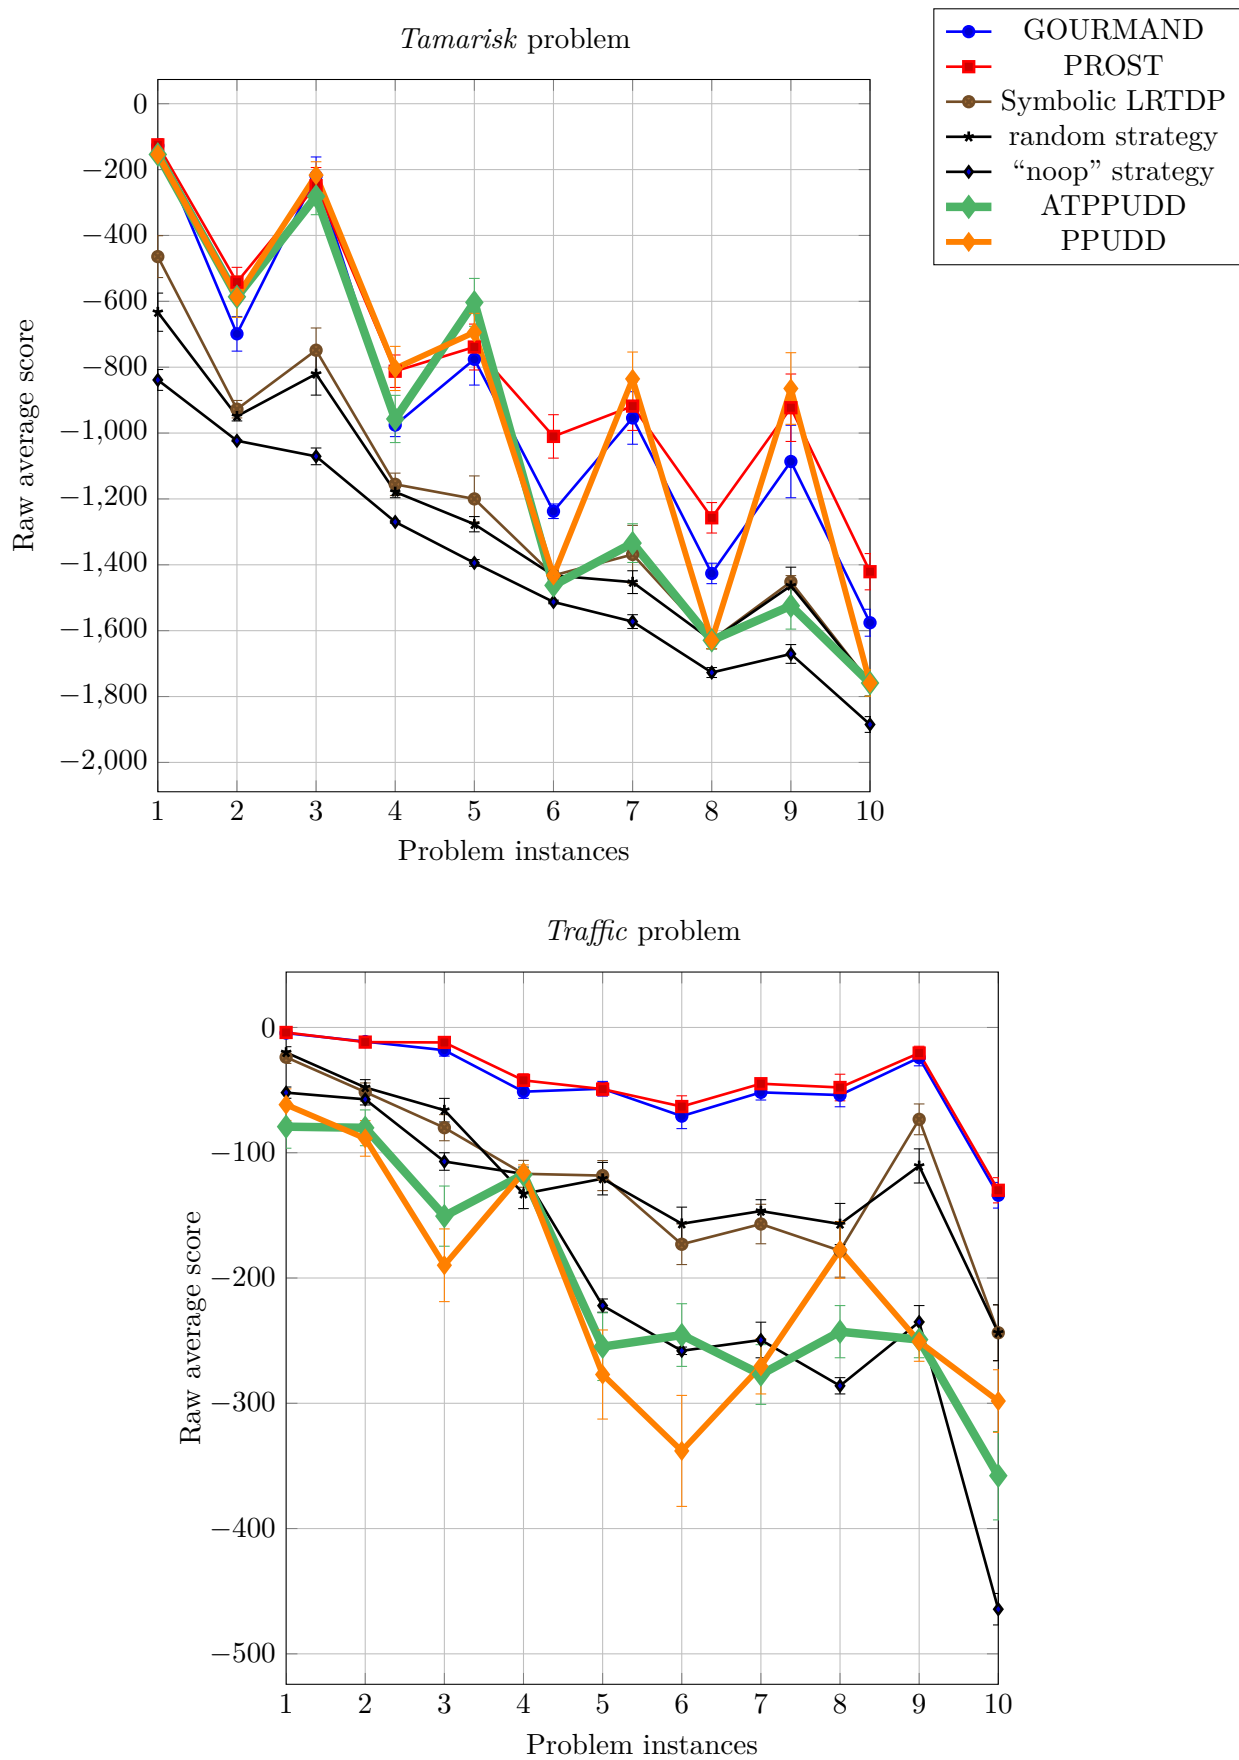 Tamarisk problem
GOURMAND
PROST
Symbolic LRTDP
random strategy
“noop” strategy
ATPPUDD
PPUDD
0
−200
−400
−600
−800
−1,000
−1,200
−1,400
−1,600
−1,800
−2,000
Raw average score
1 2 3 4 5 6 7 8 9 10
Problem instances
Traffic problem
0
−100
−200
−300
−400
−500
Raw average score
1 2 3 4 5 6 7 8 9 10
Problem instances